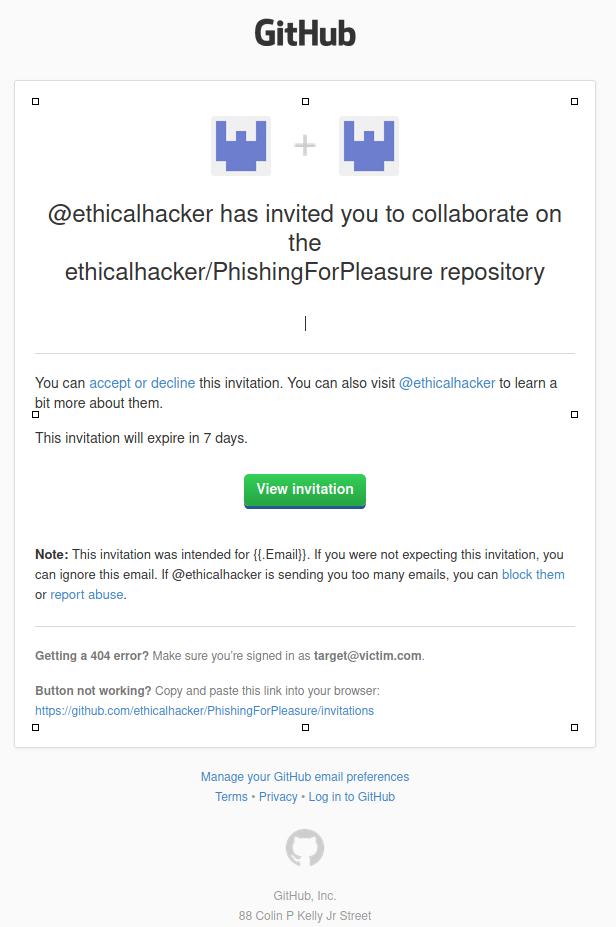 GitHub
@ethicalhacker has invited you to collaborate on
the
ethicalhacker/PhishingForPleasure repository
You can accept or decline this invitation. You can also visit @ethicalhacker to learn a
bit more about them.
This invitation will expire in 7 days.
View invitation
Note: This invitation was intended for {{.Email}}. If you were not expecting this invitation, you
can ignore this email. If @ethicalhacker is sending you too many emails, you can block them
or report abuse.
Getting a 404 error? Make sure you're signed in as target@victim.com.
Button not working? Copy and paste this link into your browser:
https://github.com/ethicalhacker/PhishingForPleasure/invitations
Manage your GitHub email preferences
Terms • Privacy • Log in to GitHub
GitHub, Inc.
88 Colin P Kelly Jr Street